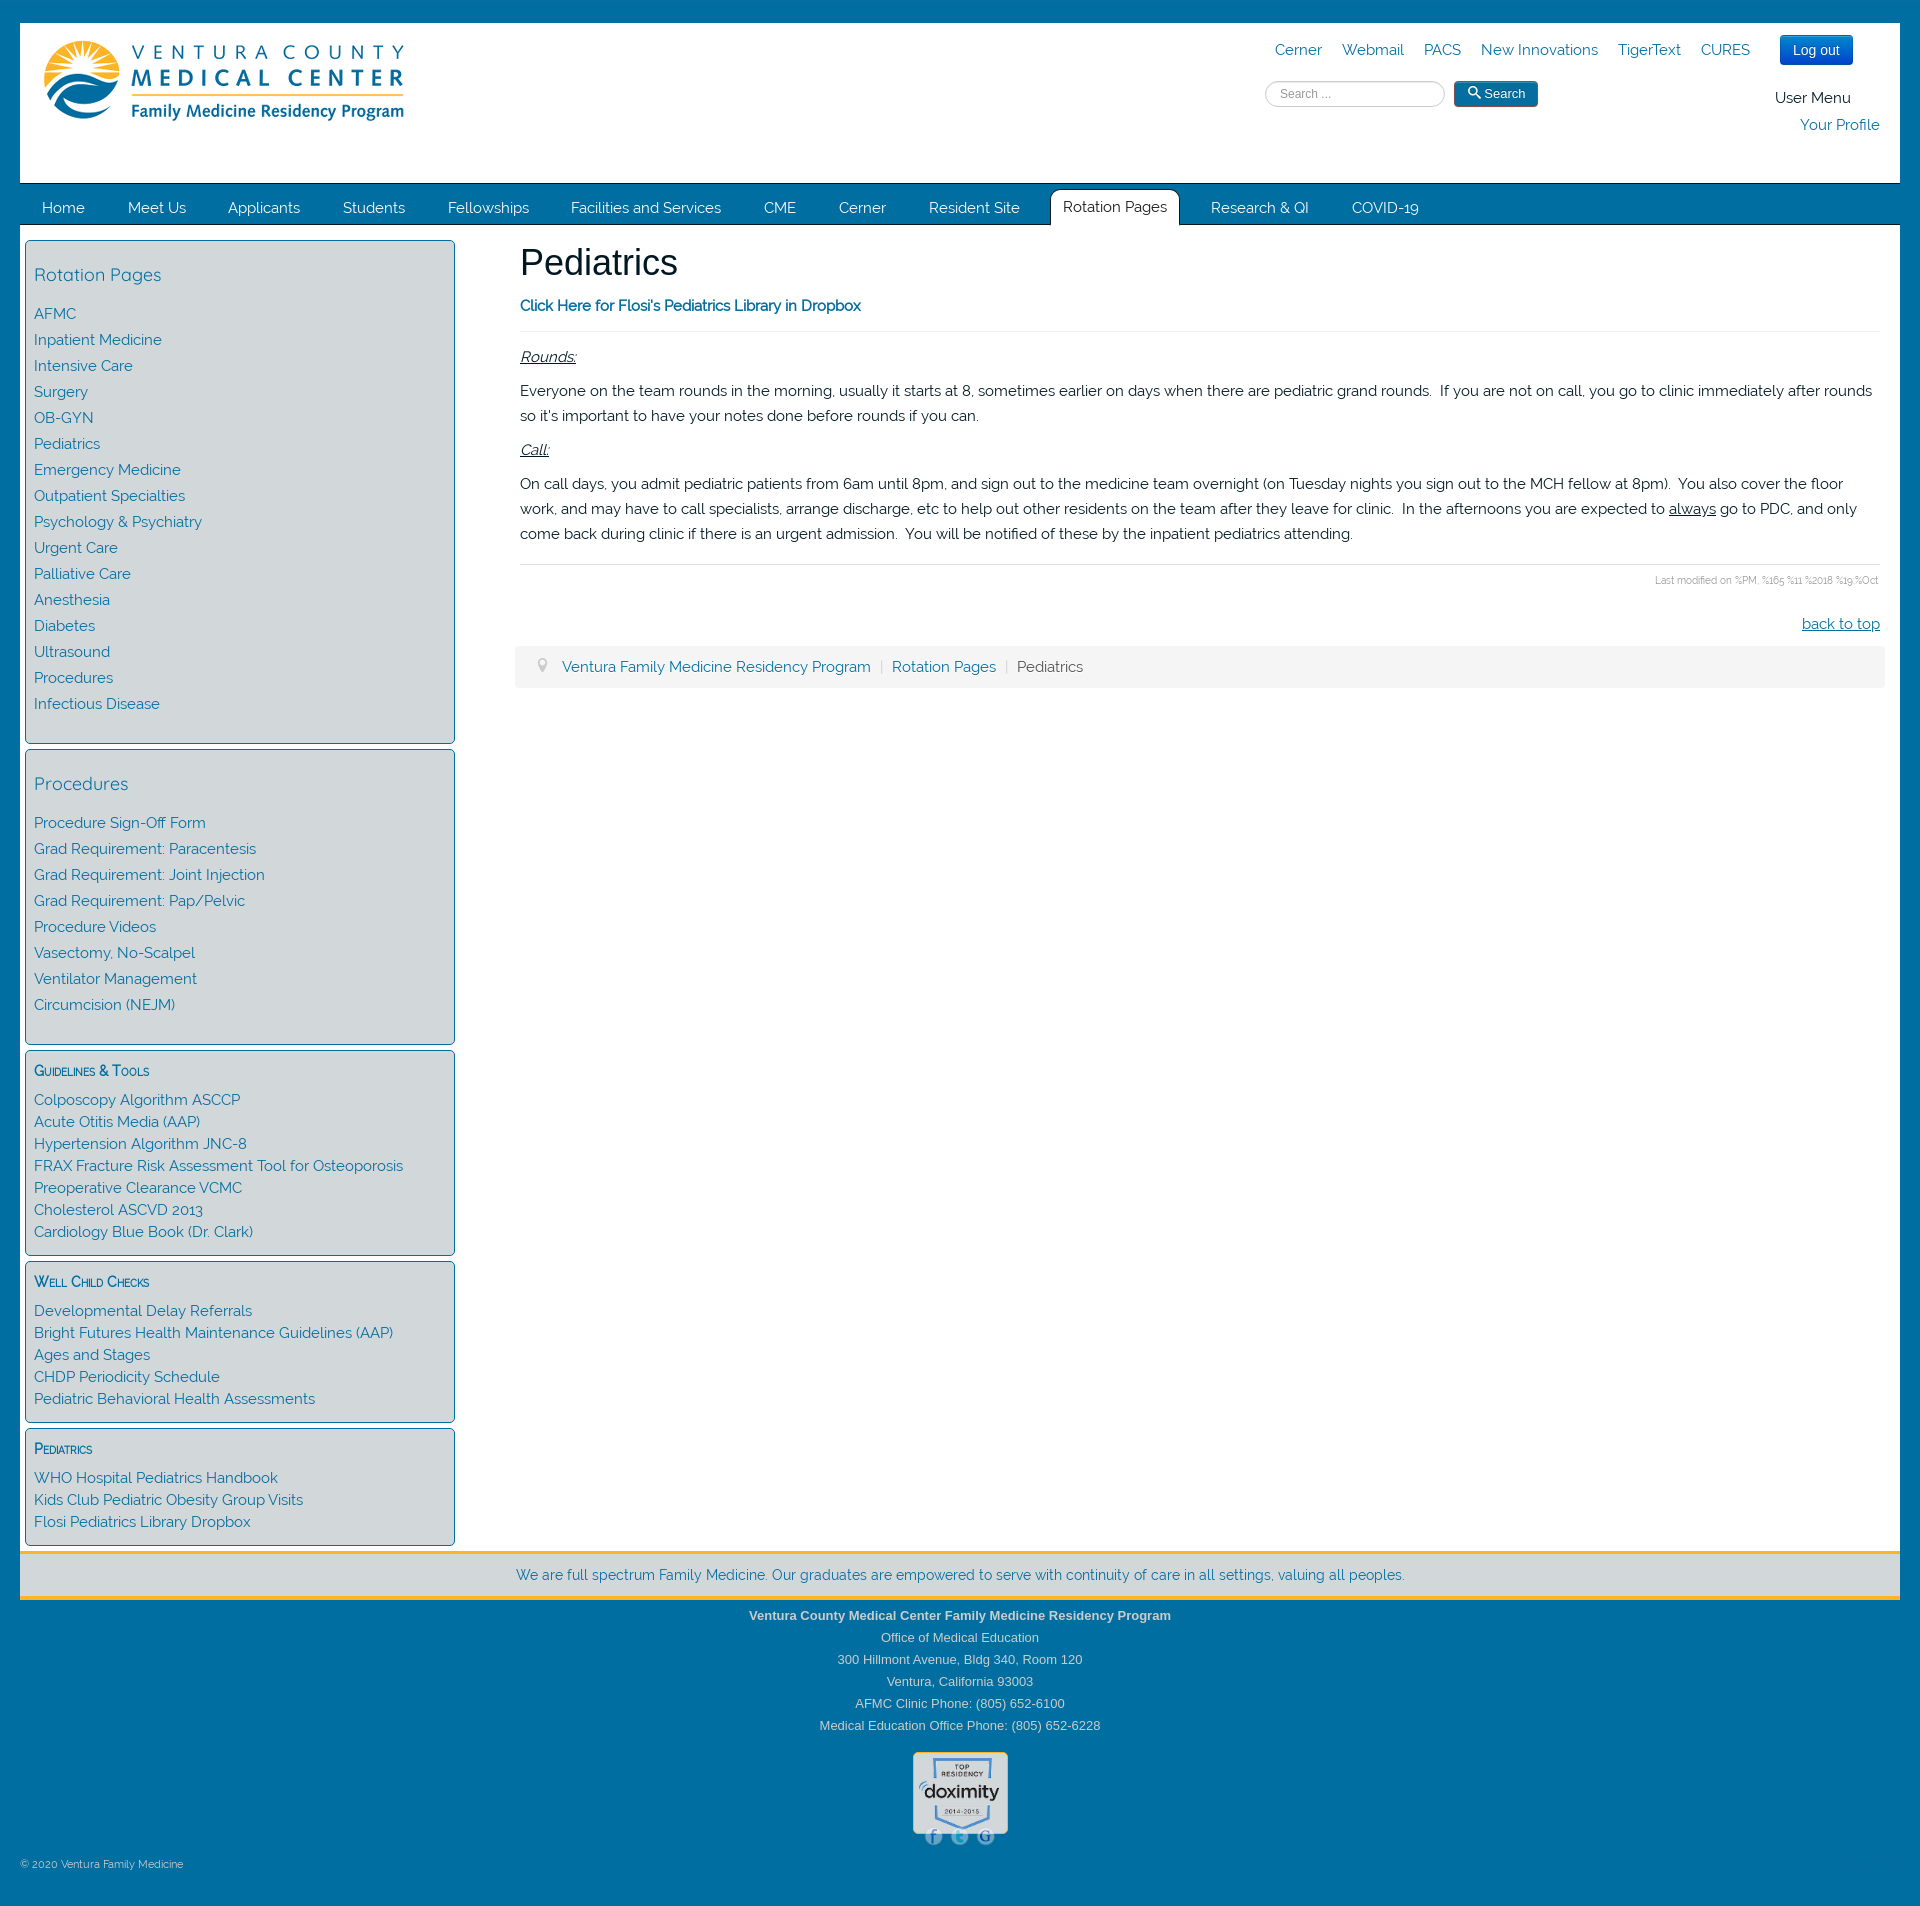 VENTURA COUNTY
MEDICAL CENTER
Family Medicine Residency Program
Cerner Webmail PACS New Innovations TigerText CURES Log out
Search ... Search
User Menu
Your Profile
Home Meet Us Applicants Students Fellowships Facilities and Services CME Cerner Resident Site Rotation Pages Research & QI COVID-19
Rotation Pages
AFMC
Inpatient Medicine
Intensive Care
Surgery
OB-GYN
Pediatrics
Emergency Medicine
Outpatient Specialties
Psychology & Psychiatry
Urgent Care
Palliative Care
Anesthesia
Diabetes
Ultrasound
Procedures
Infectious Disease
Procedures
Procedure Sign-Off Form
Grad Requirement: Paracentesis
Grad Requirement: Joint Injection
Grad Requirement: Pap/Pelvic
Procedure Videos
Vasectomy, No-Scalpel
Ventilator Management
Circumcision (NEJM)
Guidelines & Tools
Colposcopy Algorithm ASCCP
Acute Otitis Media (AAP)
Hypertension Algorithm JNC-8
FRAX Fracture Risk Assessment Tool for Osteoporosis
Preoperative Clearance VCMC
Cholesterol ASCVD 2013
Cardiology Blue Book (Dr. Clark)
Well Child Checks
Developmental Delay Referrals
Bright Futures Health Maintenance Guidelines (AAP)
Ages and Stages
CHDP Periodicity Schedule
Pediatric Behavioral Health Assessments
Pediatrics
WHO Hospital Pediatrics Handbook
Kids Club Pediatric Obesity Group Visits
Flosi Pediatrics Library Dropbox
Pediatrics
Click Here for Flosi's Pediatrics Library in Dropbox
Rounds:
Everyone on the team rounds in the morning, usually it starts at 8, sometimes earlier on days when there are pediatric grand rounds.  If you are not on call, you go to clinic immediately after rounds
so it's important to have your notes done before rounds if you can.
Call:
On call days, you admit pediatric patients from 6am until 8pm, and sign out to the medicine team overnight (on Tuesday nights you sign out to the MCH fellow at 8pm).  You also cover the floor
work, and may have to call specialists, arrange discharge, etc to help out other residents on the team after they leave for clinic.  In the afternoons you are expected to always go to PDC, and only
come back during clinic if there is an urgent admission.  You will be notified of these by the inpatient pediatrics attending.
Last modified on %PM, %165 %11 %2018 %19:%Oct
back to top
Ventura Family Medicine Residency Program | Rotation Pages | Pediatrics
We are full spectrum Family Medicine. Our graduates are empowered to serve with continuity of care in all settings, valuing all peoples.
Ventura County Medical Center Family Medicine Residency Program
Office of Medical Education
300 Hillmont Avenue, Bldg 340, Room 120
Ventura, California 93003
AFMC Clinic Phone: (805) 652-6100
Medical Education Office Phone: (805) 652-6228
TOP
RESIDENCY
doximity
2014-2015
f t G
© 2020 Ventura Family Medicine